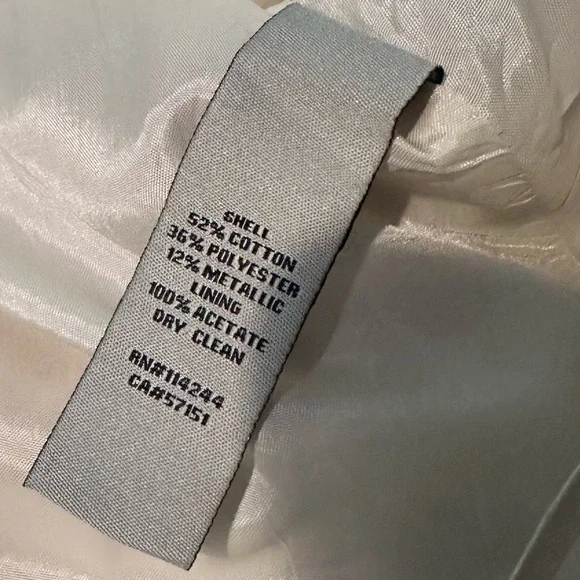 SHELL
52% COTTON
36% POLYESTER
12% METALLIC
LINING
100% ACETATE
DRY CLEAN
RN#114244
CA#57151